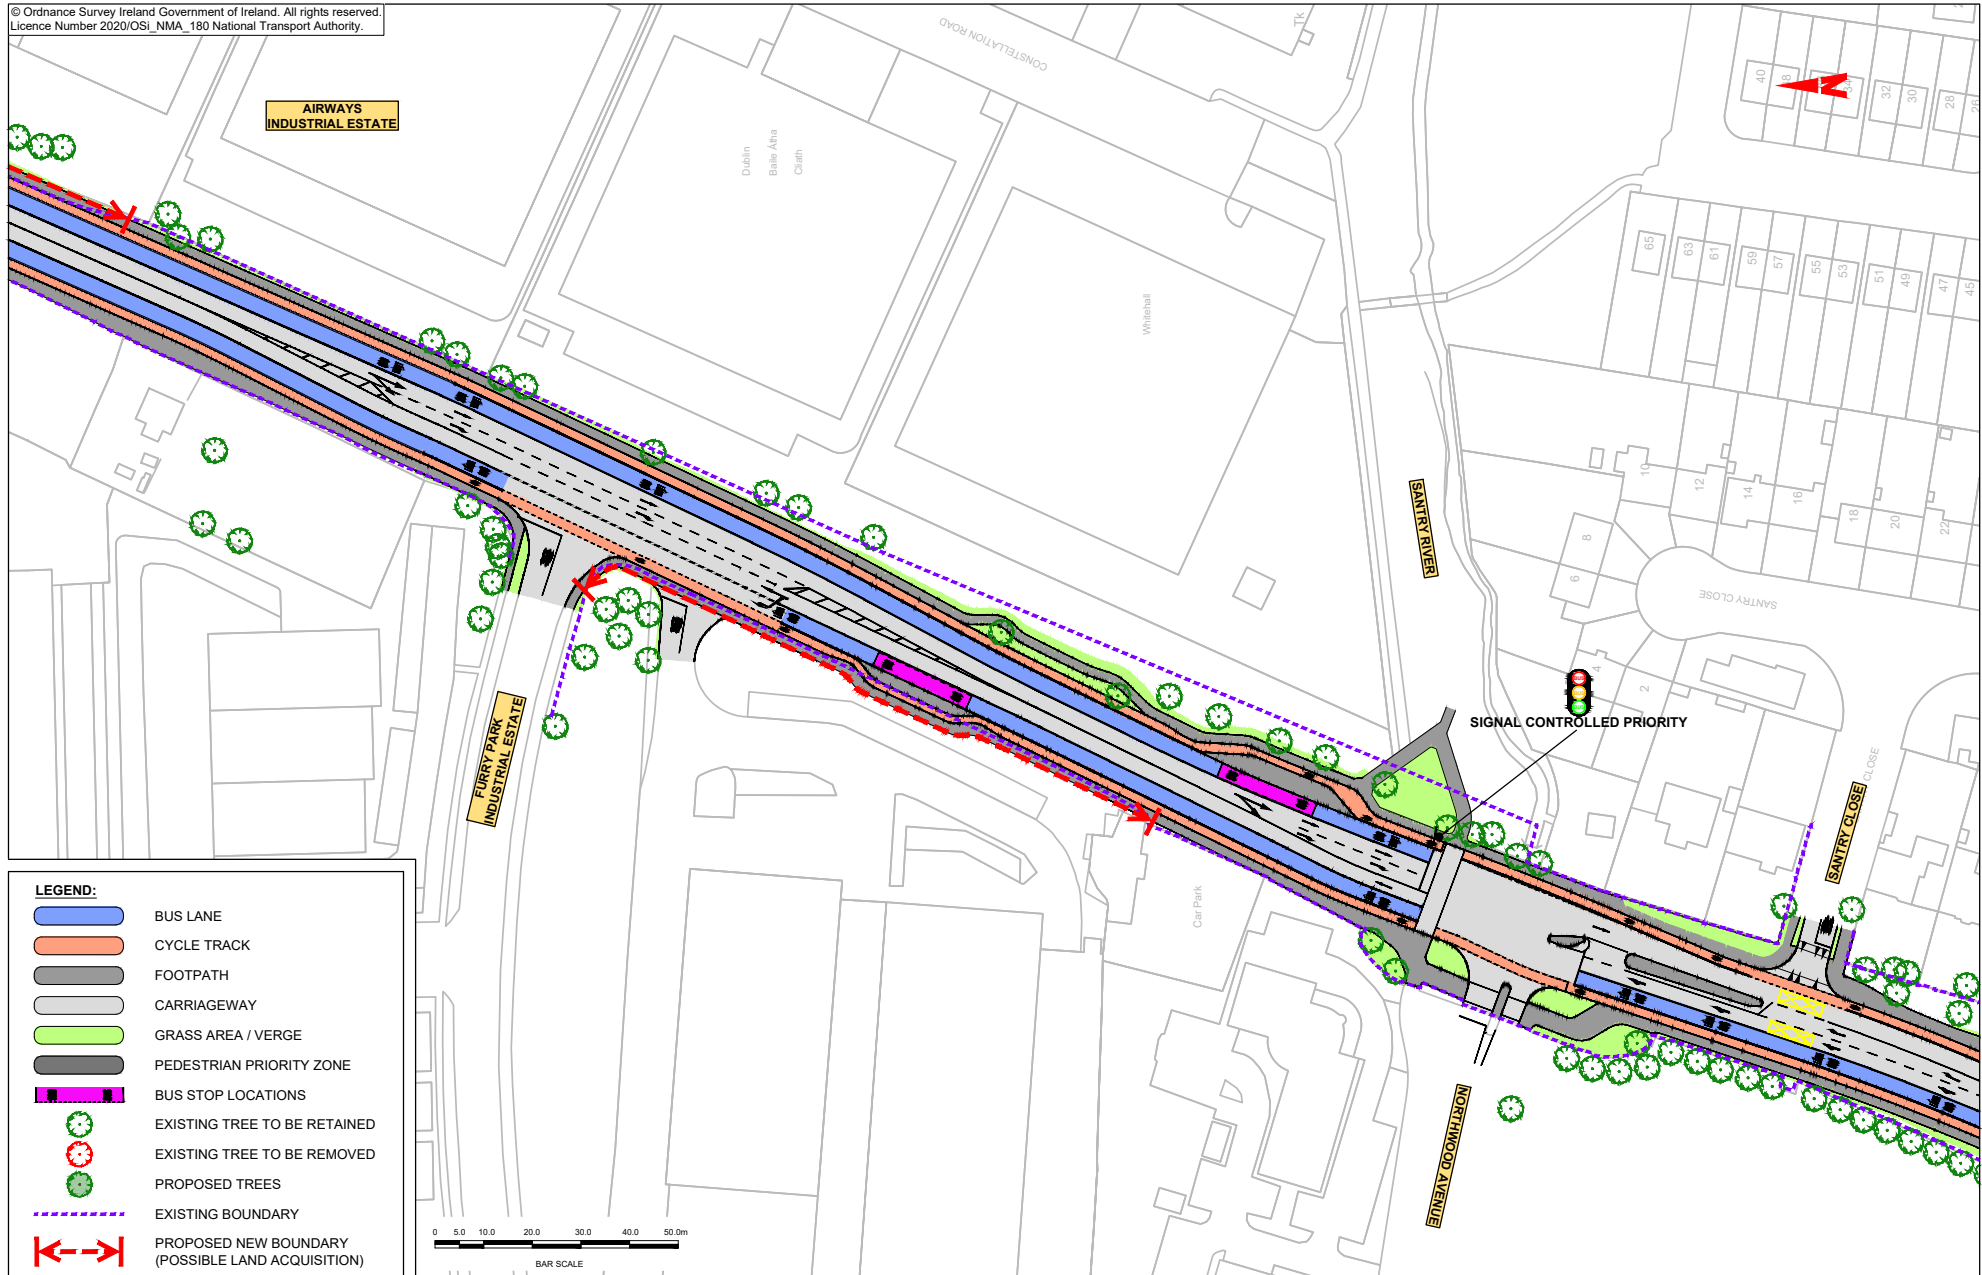 © Ordnance Survey Ireland Government of Ireland. All rights reserved.
Licence Number 2020/OSi_NMA_180 National Transport Authority.
AIRWAYS
INDUSTRIAL ESTATE
CONSTELLATION ROAD
Tk
Dublin
Baile Átha
Cliath
Whitehall
40
32
30
28
65
63
61
59
57
55
53
51
49
47
45
10
12
14
16
18
20
22
8
6
4
2
SANTRY CLOSE
SANTRY RIVER
SIGNAL CONTROLLED PRIORITY
CLOSE
SANTRY CLOSE
FURRY PARK
INDUSTRIAL ESTATE
Car Park
NORTHWOOD AVENUE
LEGEND:
BUS LANE
CYCLE TRACK
FOOTPATH
CARRIAGEWAY
GRASS AREA / VERGE
PEDESTRIAN PRIORITY ZONE
BUS STOP LOCATIONS
EXISTING TREE TO BE RETAINED
EXISTING TREE TO BE REMOVED
PROPOSED TREES
EXISTING BOUNDARY
PROPOSED NEW BOUNDARY
(POSSIBLE LAND ACQUISITION)
0 5.0 10.0 20.0 30.0 40.0 50.0m
BAR SCALE